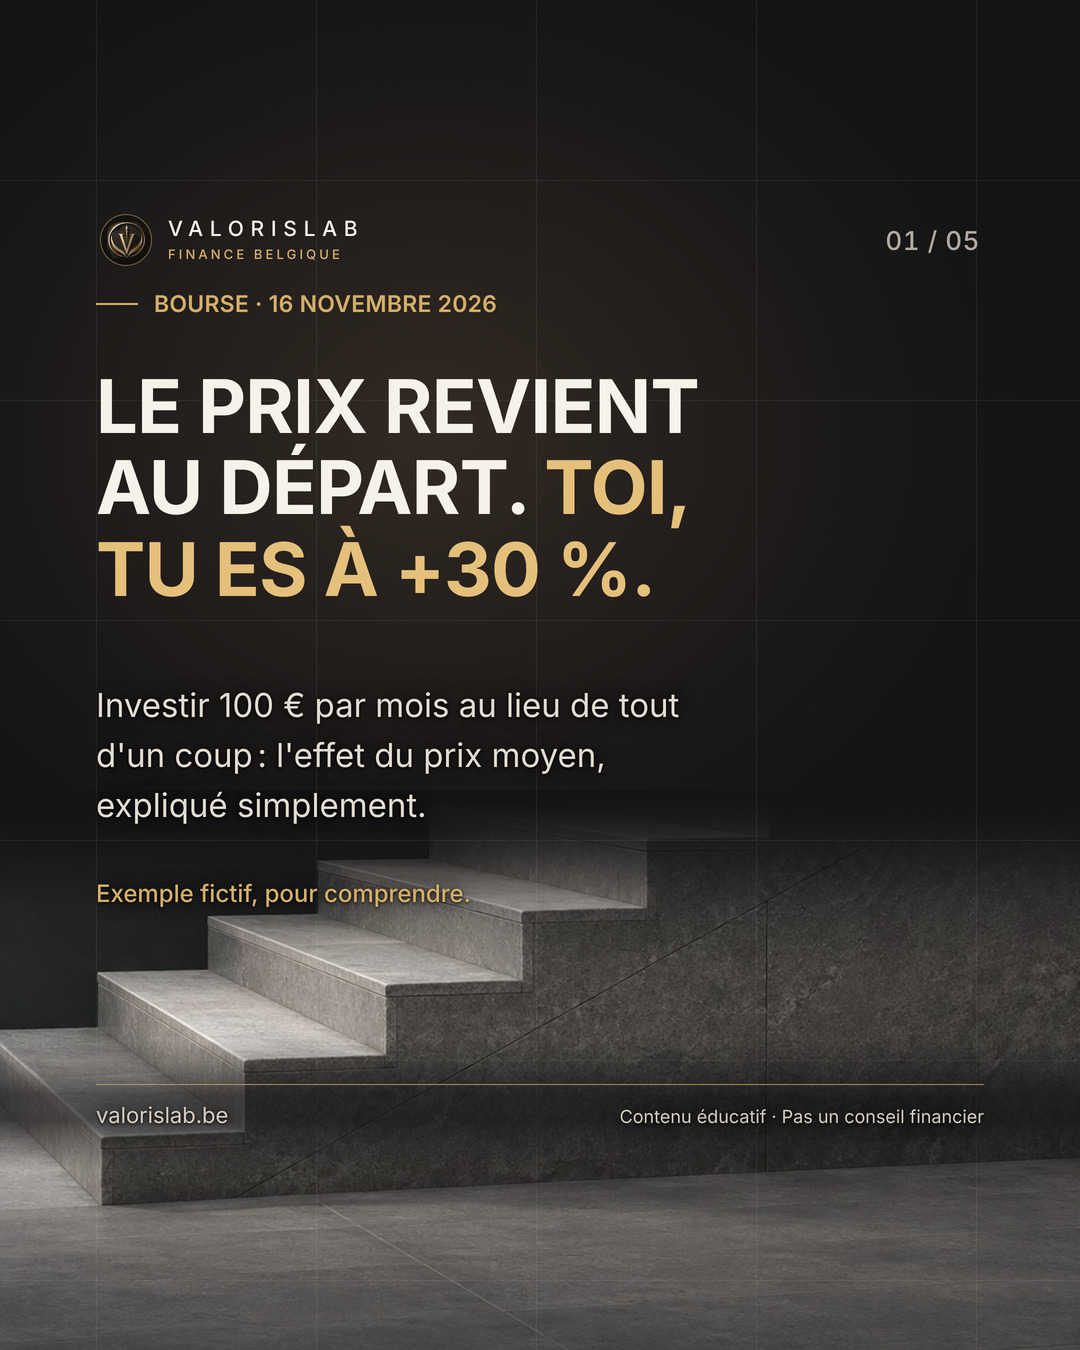 VALORISLAB
FINANCE BELGIQUE
01 / 05
BOURSE · 16 NOVEMBRE 2026
LE PRIX REVIENT
AU DÉPART. TOI,
TU ES À +30 %.
Investir 100 € par mois au lieu de tout
d'un coup : l'effet du prix moyen,
expliqué simplement.
Exemple fictif, pour comprendre.
valorislab.be
Contenu éducatif · Pas un conseil financier